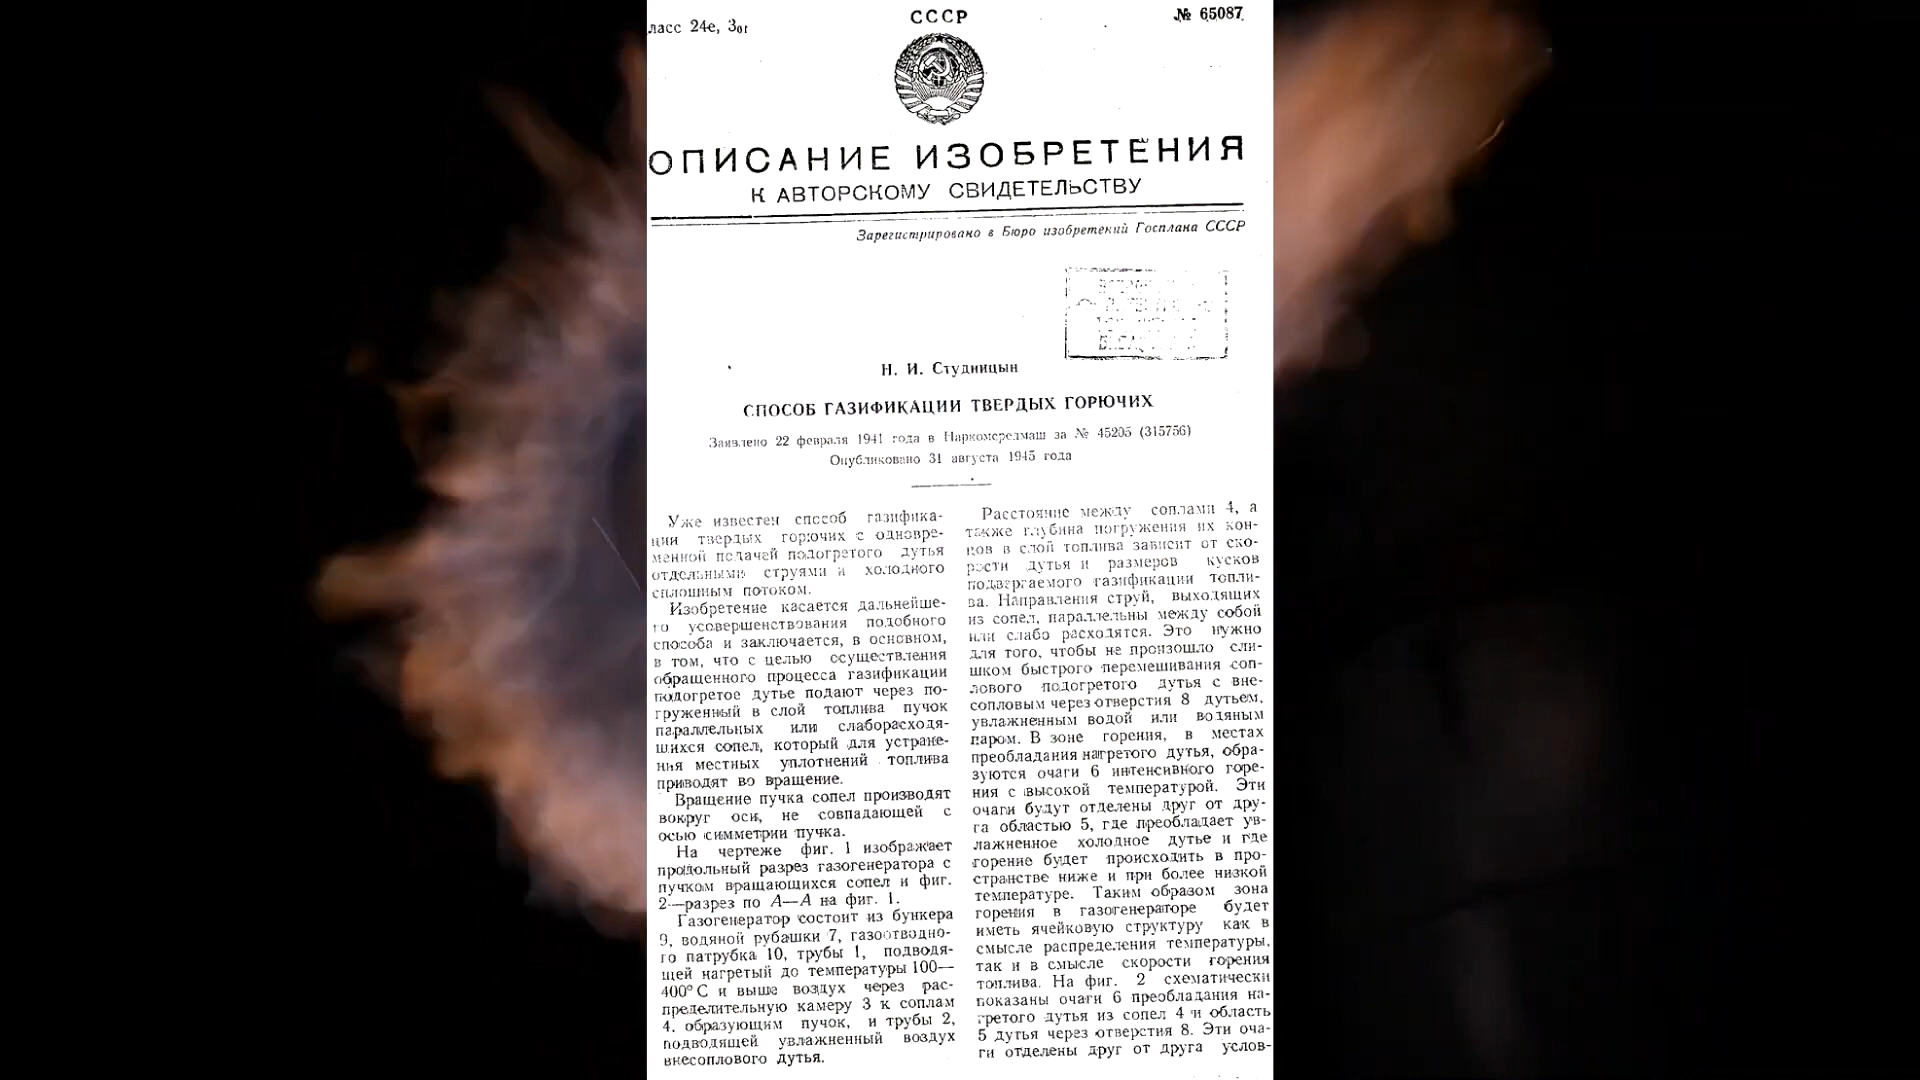 ласс 24е, 3₀₁
СССР
№ 65087
ОПИСАНИЕ ИЗОБРЕТЕНИЯ
К АВТОРСКОМУ СВИДЕТЕЛЬСТВУ
Зарегистрировано в Бюро изобретений Госплана СССР
Н. И. Студницын
СПОСОБ ГАЗИФИКАЦИИ ТВЕРДЫХ ГОРЮЧИХ
Заявлено 22 февраля 1941 года в Наркомсредмаш за № 45205 (315756)
Опубликовано 31 августа 1945 года
Уже известен способ газифика-
ции твердых горючих с одновре-
менной подачей подогретого дутья
отдельными струями и холодного
сплошным потоком.
Изобретение касается дальнейше-
го усовершенствования подобного
способа и заключается, в основном,
в том, что с целью осуществления
обращенного процесса газификации
подогретое дутье подают через по-
груженный в слой топлива пучок
параллельных или слаборасходя-
шихся сопел, который для устране-
ния местных уплотнений топлива
приводят во вращение.
Вращение пучка сопел производят
вокруг оси, не совпадающей с
осью симметрии пучка.
На чертеже фиг. 1 изображает
продольный разрез газогенератора с
пучком вращающихся сопел и фиг.
2—разрез по А—А на фиг. 1.
Газогенератор состоит из бункера
9, водяной рубашки 7, газоотводно-
го патрубка 10, трубы 1, подводя-
щей нагретый до температуры 100—
400° С и выше воздух через рас-
пределительную камеру 3 к соплам
4, образующим пучок, и трубы 2,
подводящей увлажненный воздух
внесоплового дутья.
Расстояние между соплами 4, а
также глубина погружения их кон-
цов в слой топлива зависит от ско-
рости дутья и размеров кусков
подвергаемого газификации топли-
ва. Направления струй, выходящих
из сопел, параллельны между собой
или слабо расходятся. Это нужно
для того, чтобы не произошло сли-
шком быстрого перемешивания соп-
лового подогретого дутья с вне-
сопловым через отверстия 8 дутьем,
увлажненным водой или водяным
паром. В зоне горения, в местах
преобладания нагретого дутья, обра-
зуются очаги 6 интенсивного горе-
ния с высокой температурой. Эти
очаги будут отделены друг от дру-
га областью 5, где преобладает ув-
лажненное холодное дутье и где
горение будет происходить в про-
странстве ниже и при более низкой
температуре. Таким образом зона
горения в газогенераторе будет
иметь ячейковую структуру как в
смысле распределения температуры,
так и в смысле скорости горения
топлива. На фиг. 2 схематически
показаны очаги 6 преобладания на-
гретого дутья из сопел 4 и область
5 дутья через отверстия 8. Эти оча-
ги отделены друг от друга услов-